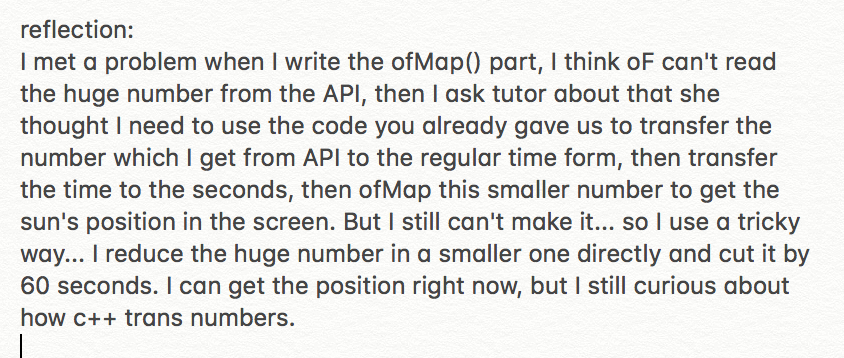 reflection:
I met a problem when I write the ofMap() part, I think oF can't read
the huge number from the API, then I ask tutor about that she
thought I need to use the code you already gave us to transfer the
number which I get from API to the regular time form, then transfer
the time to the seconds, then ofMap this smaller number to get the
sun's position in the screen. But I still can't make it... so I use a tricky
way... I reduce the huge number in a smaller one directly and cut it by
60 seconds. I can get the position right now, but I still curious about
how c++ trans numbers.